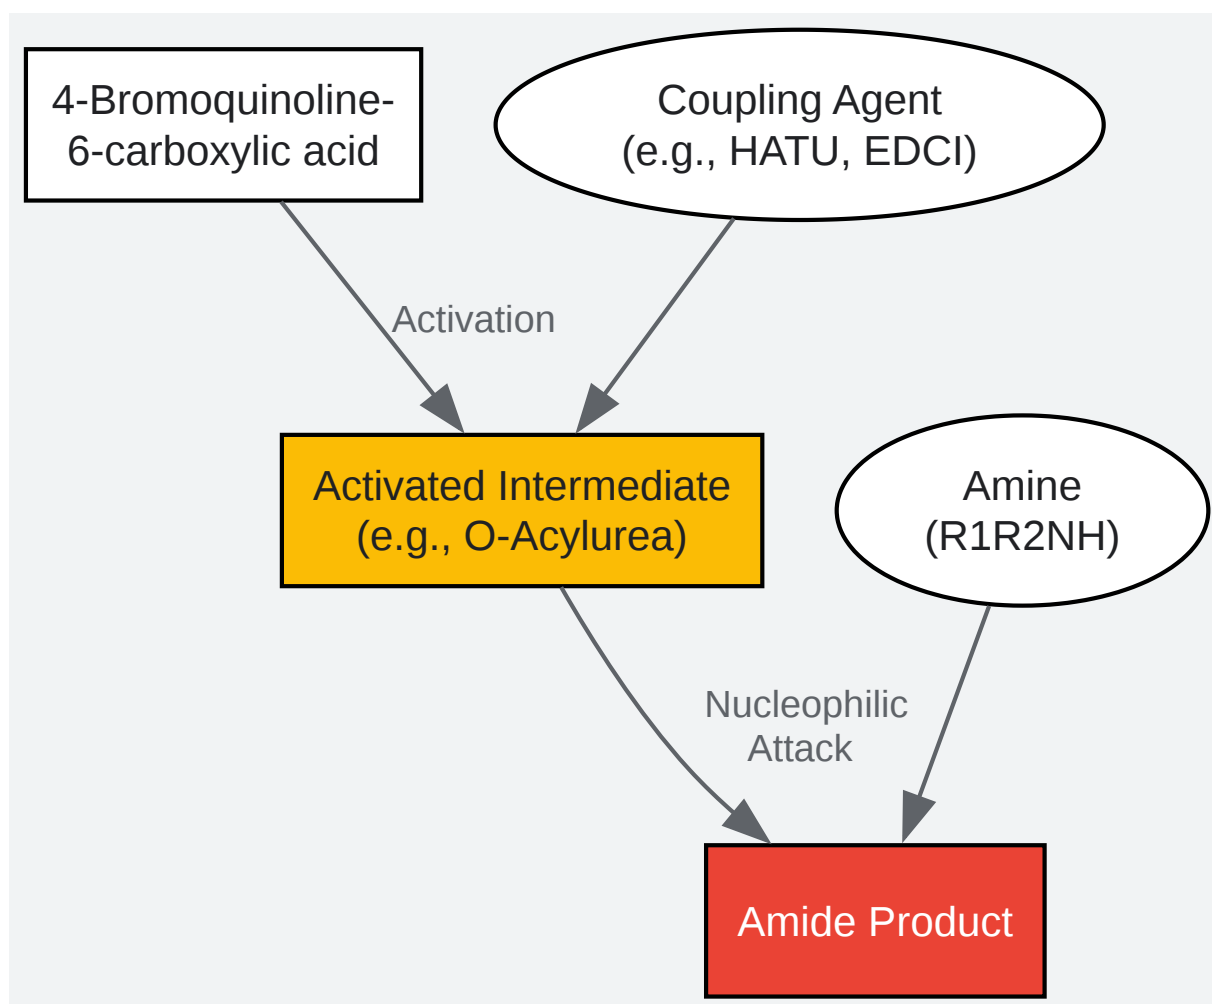 4-Bromoquinoline-
6-carboxylic acid
Coupling Agent
(e.g., HATU, EDCI)
Activation
Activated Intermediate
(e.g., O-Acylurea)
Amine
(R1R2NH)
Nucleophilic
Attack
Amide Product